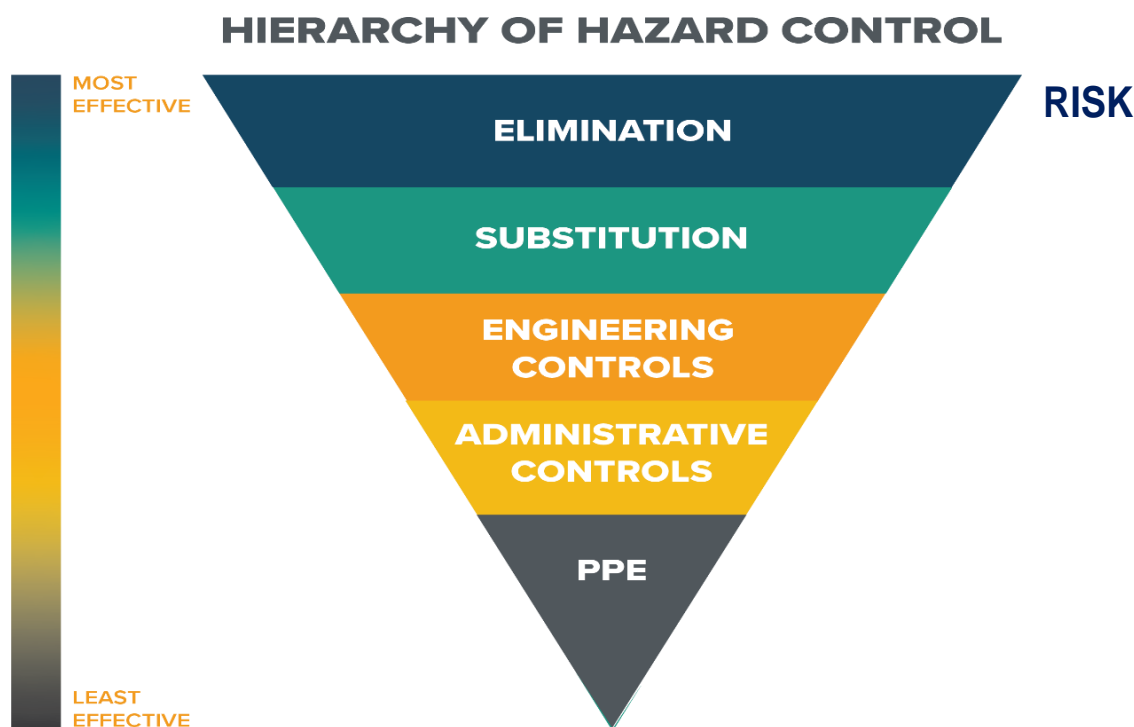 HIERARCHY OF HAZARD CONTROL
MOST
EFFECTIVE
RISK
ELIMINATION
SUBSTITUTION
ENGINEERING
CONTROLS
ADMINISTRATIVE
CONTROLS
PPE
LEAST
EFFECTIVE